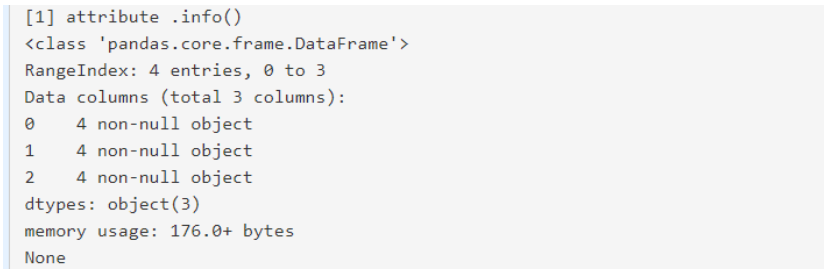 [1] attribute .info()
<class 'pandas.core.frame.DataFrame'>
RangeIndex: 4 entries, 0 to 3
Data columns (total 3 columns):
0    4 non-null object
1    4 non-null object
2    4 non-null object
dtypes: object(3)
memory usage: 176.0+ bytes
None